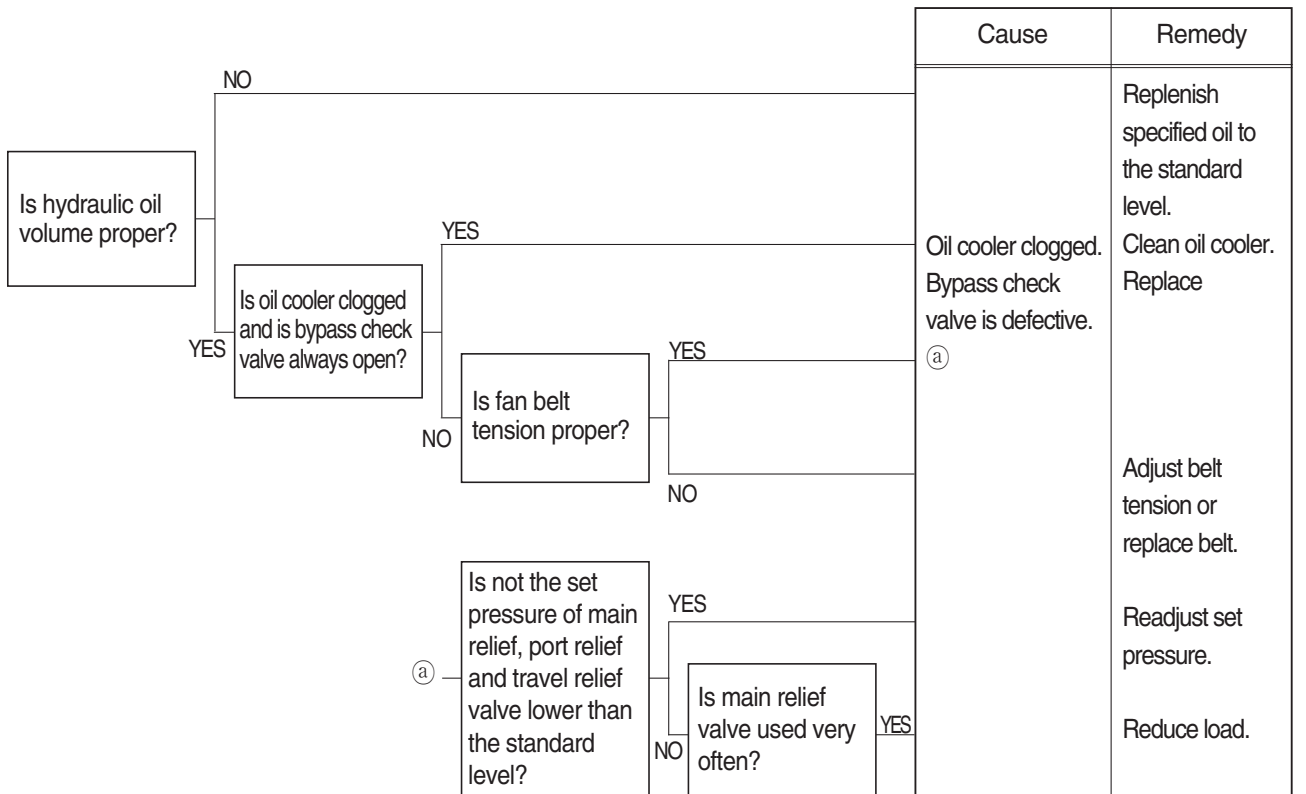 Cause
Remedy
NO
Is hydraulic oil
volume proper?
YES
Is oil cooler clogged
and is bypass check
valve always open?
YES
NO
Is fan belt
tension proper?
YES
NO
ⓐ
Is not the set
pressure of main
relief, port relief
and travel relief
valve lower than
the standard
level?
YES
NO
Is main relief
valve used very
often?
YES
Oil cooler clogged.
Bypass check
valve is defective.
ⓐ
Replenish
specified oil to
the standard
level.
Clean oil cooler.
Replace
Adjust belt
tension or
replace belt.
Readjust set
pressure.
Reduce load.